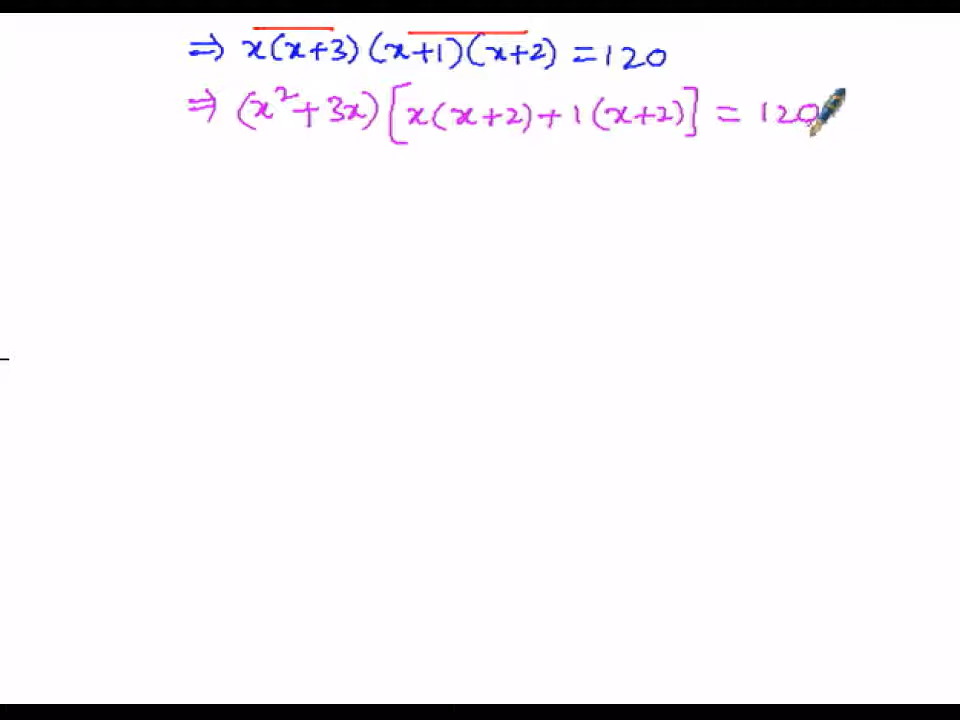 ⇒ x(x+3)(x+1)(x+2) = 120
⇒ (x²+3x)[x(x+2)+1(x+2)] = 120